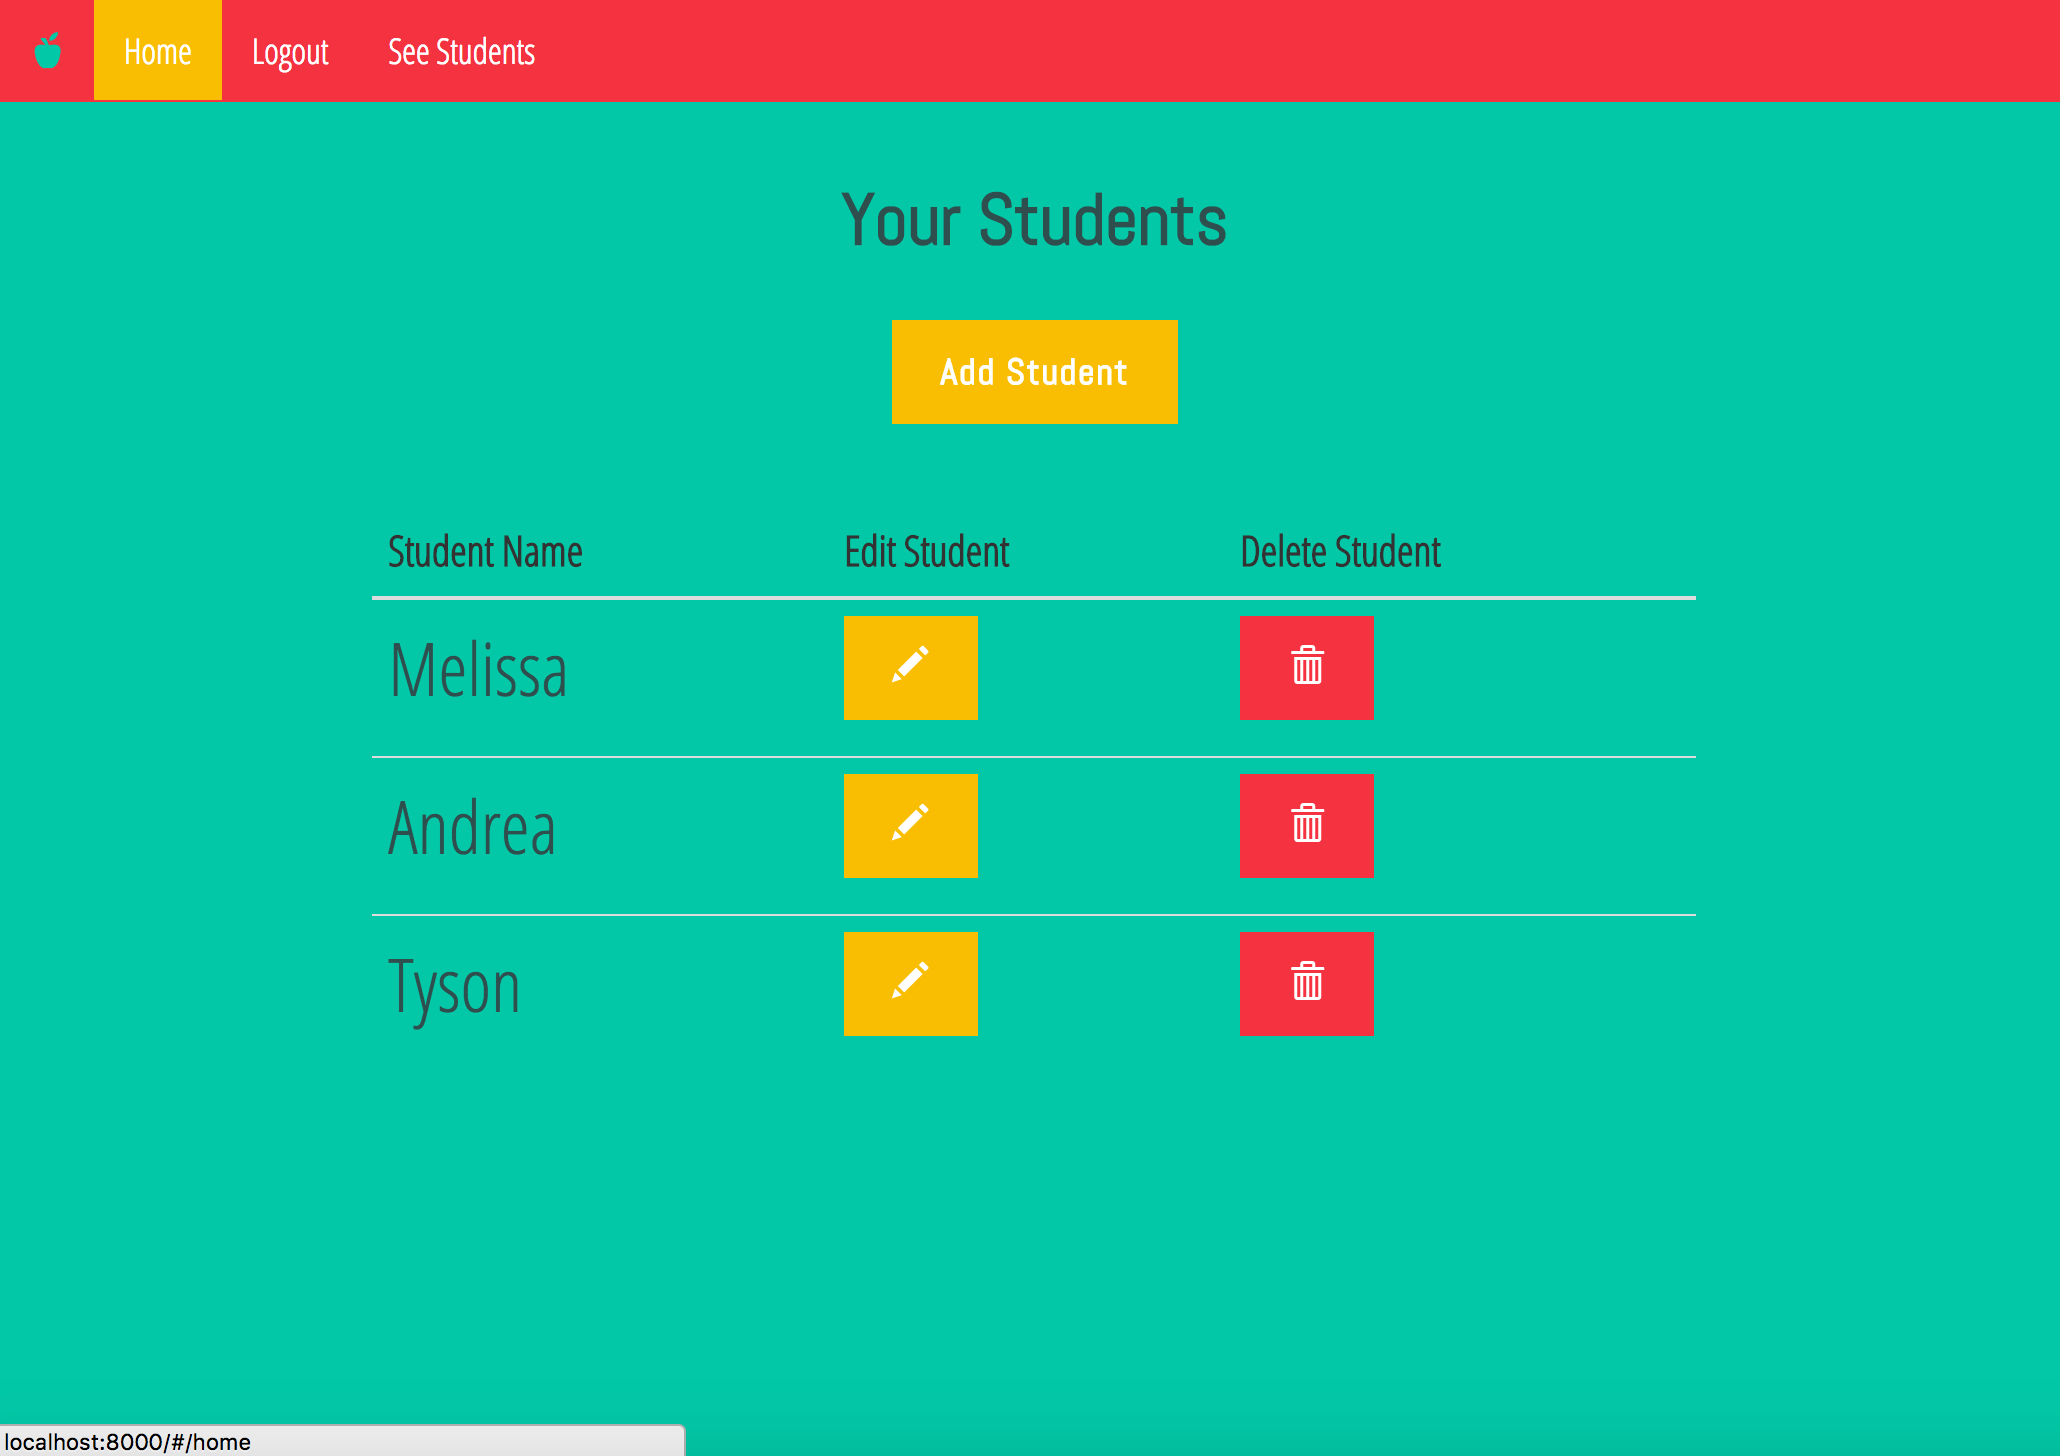 Home Logout See Students
Your Students
Add Student
Student Name Edit Student Delete Student
Melissa
Andrea
Tyson
localhost:8000/#/home